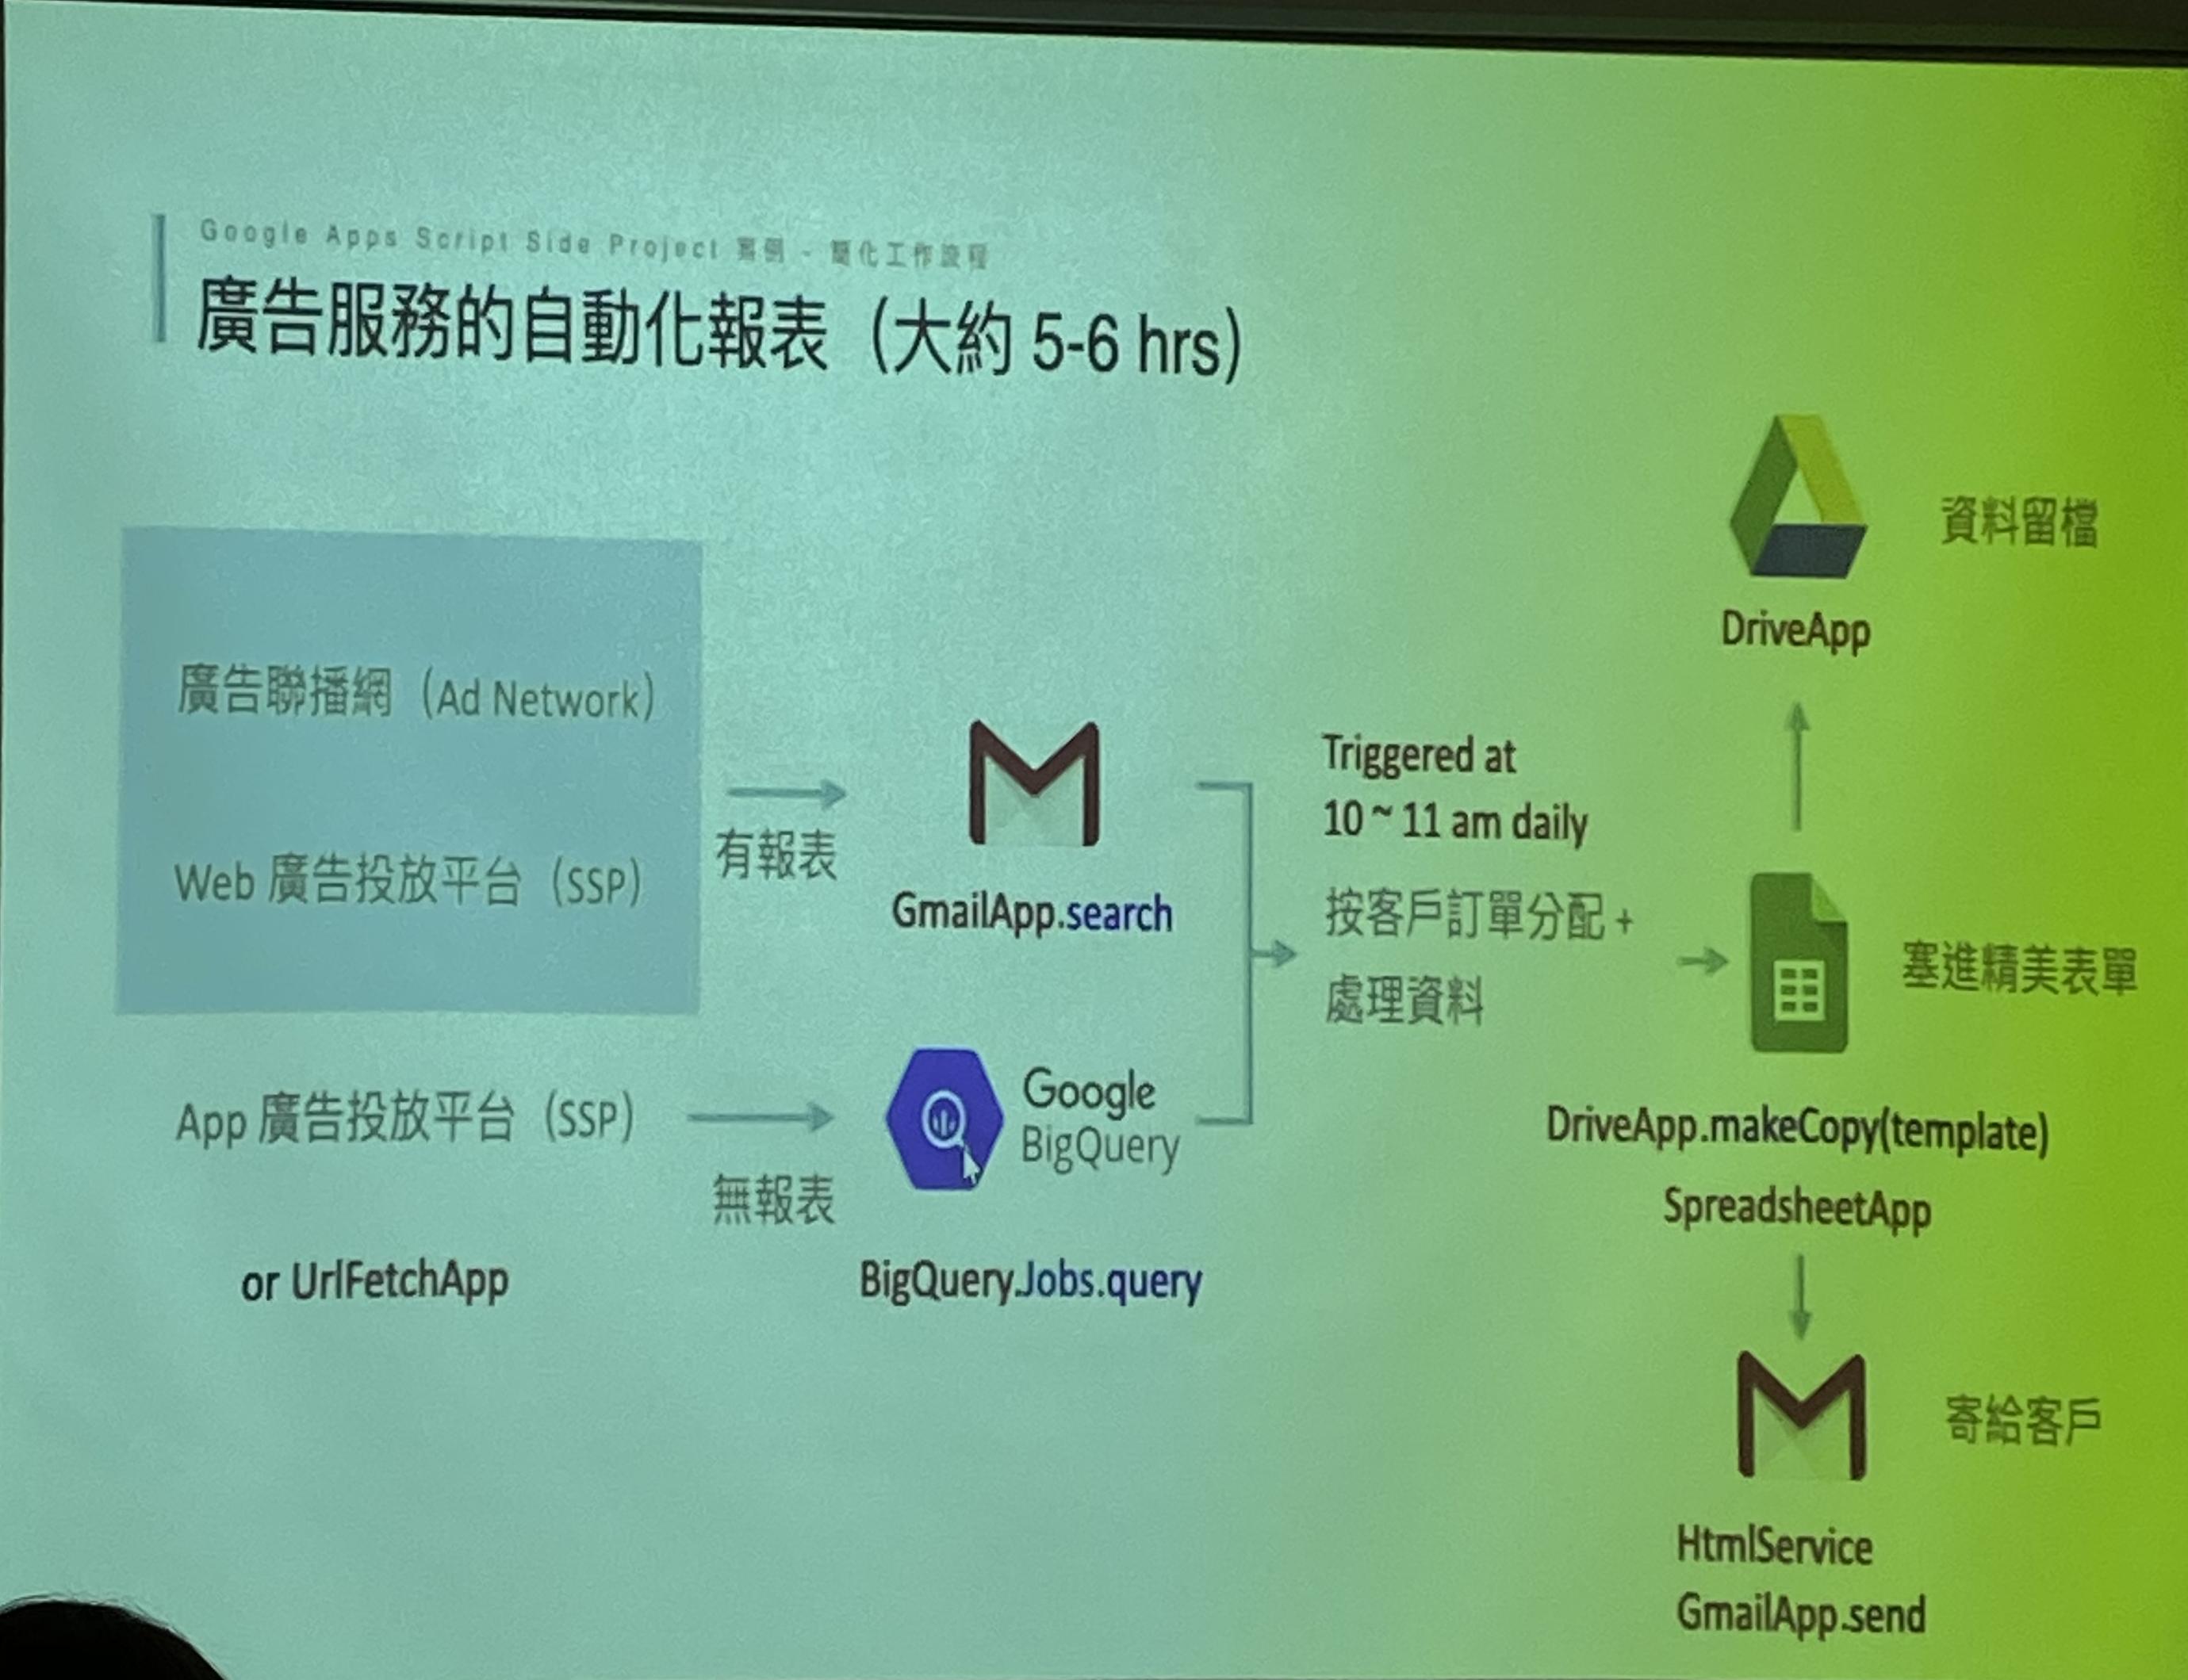 Google Apps Script Side Project 案例 - 簡化工作流程
廣告服務的自動化報表（大約 5-6 hrs）
廣告聯播網（Ad Network）
Web 廣告投放平台（SSP）
有報表
GmailApp.search
App 廣告投放平台（SSP）
無報表
Google
BigQuery
or UrlFetchApp
BigQuery.Jobs.query
Triggered at
10 ~ 11 am daily
按客戶訂單分配 +
處理資料
資料留檔
DriveApp
塞進精美表單
DriveApp.makeCopy(template)
SpreadsheetApp
寄給客戶
HtmlService
GmailApp.send